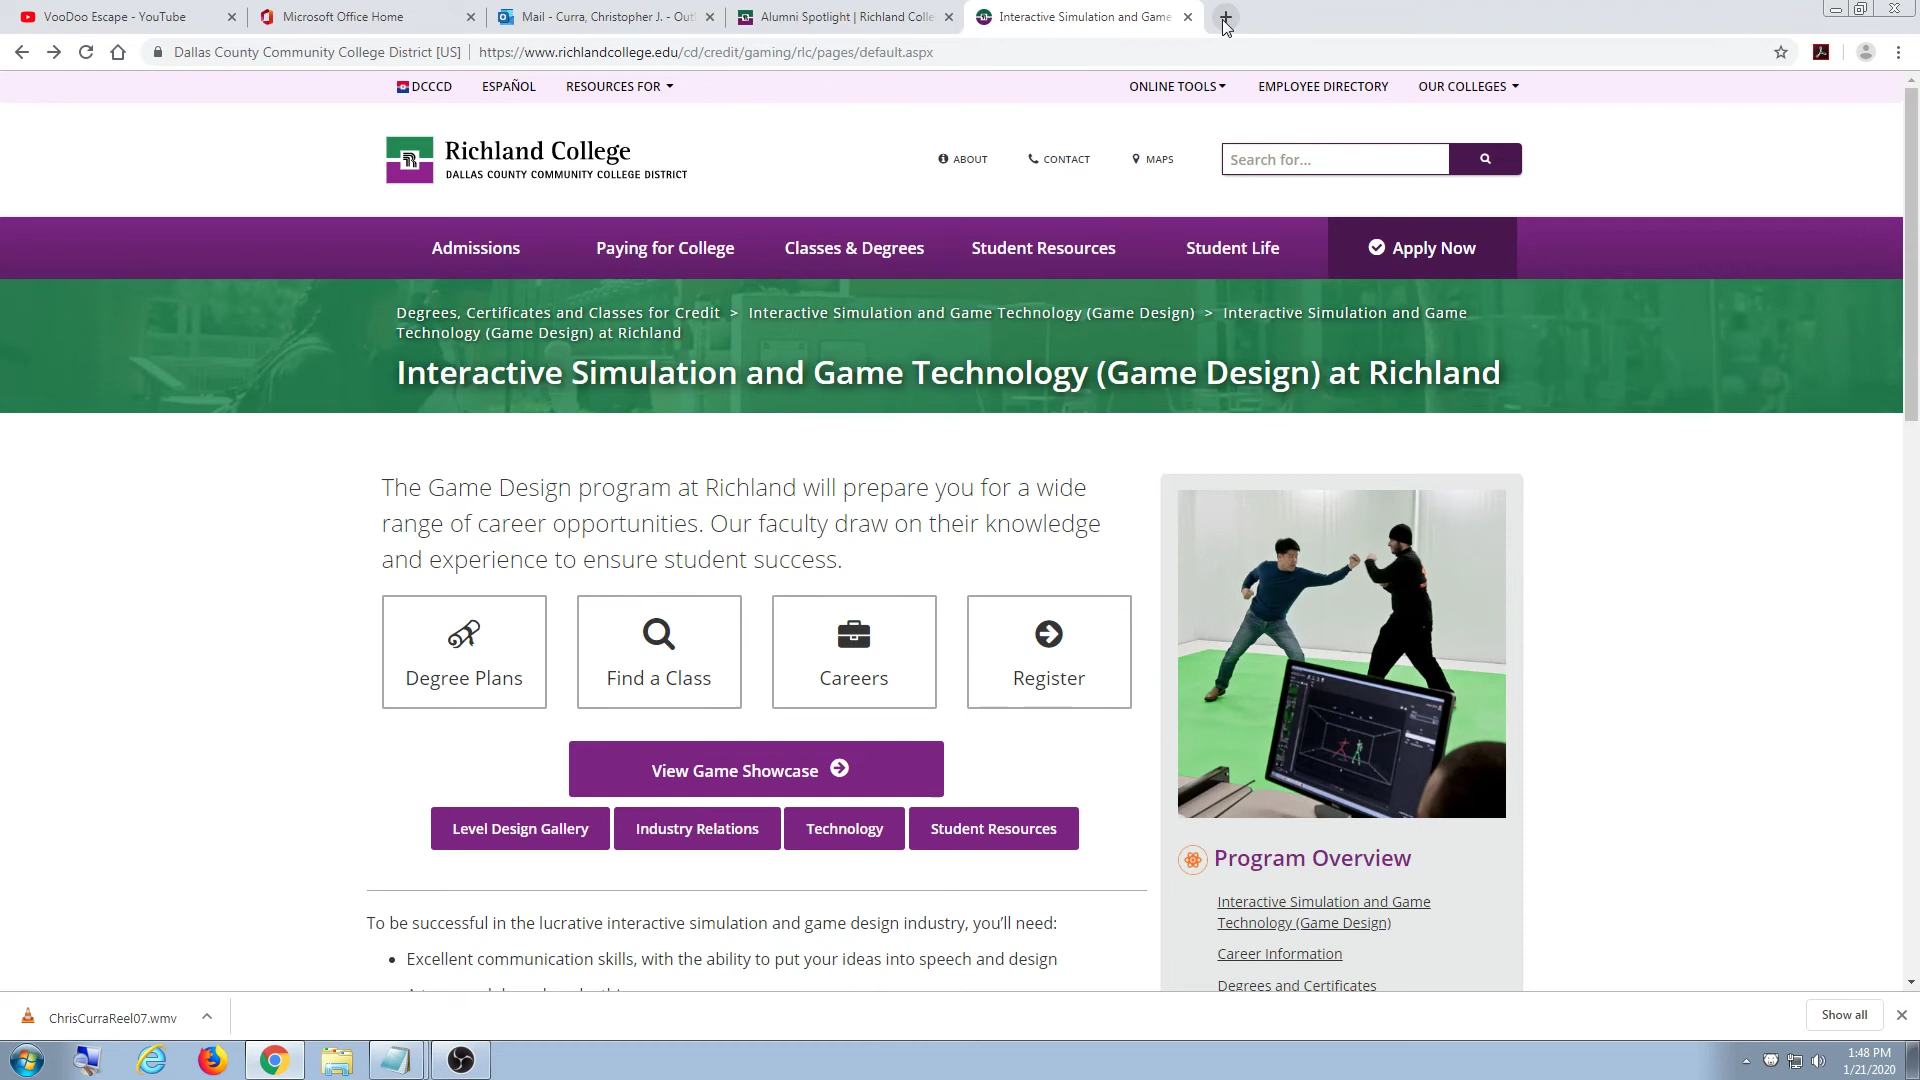 VooDoo Escape - YouTube
Microsoft Office Home
Mail - Curra, Christopher J. - Out
Alumni Spotlight | Richland Colle
Interactive Simulation and Game
Dallas County Community College District [US]
https://www.richlandcollege.edu/cd/credit/gaming/rlc/pages/default.aspx
DCCCD
ESPAÑOL
RESOURCES FOR
ONLINE TOOLS
EMPLOYEE DIRECTORY
OUR COLLEGES
Richland College
DALLAS COUNTY COMMUNITY COLLEGE DISTRICT
ABOUT
CONTACT
MAPS
Search for...
Admissions
Paying for College
Classes & Degrees
Student Resources
Student Life
Apply Now
Degrees, Certificates and Classes for Credit > Interactive Simulation and Game Technology (Game Design) > Interactive Simulation and Game
Technology (Game Design) at Richland
Interactive Simulation and Game Technology (Game Design) at Richland
The Game Design program at Richland will prepare you for a wide
range of career opportunities. Our faculty draw on their knowledge
and experience to ensure student success.
Degree Plans
Find a Class
Careers
Register
View Game Showcase
Level Design Gallery
Industry Relations
Technology
Student Resources
Program Overview
Interactive Simulation and Game
Technology (Game Design)
Career Information
Degrees and Certificates
To be successful in the lucrative interactive simulation and game design industry, you'll need:
• Excellent communication skills, with the ability to put your ideas into speech and design
ChrisCurraReel07.wmv
Show all
1:48 PM
1/21/2020